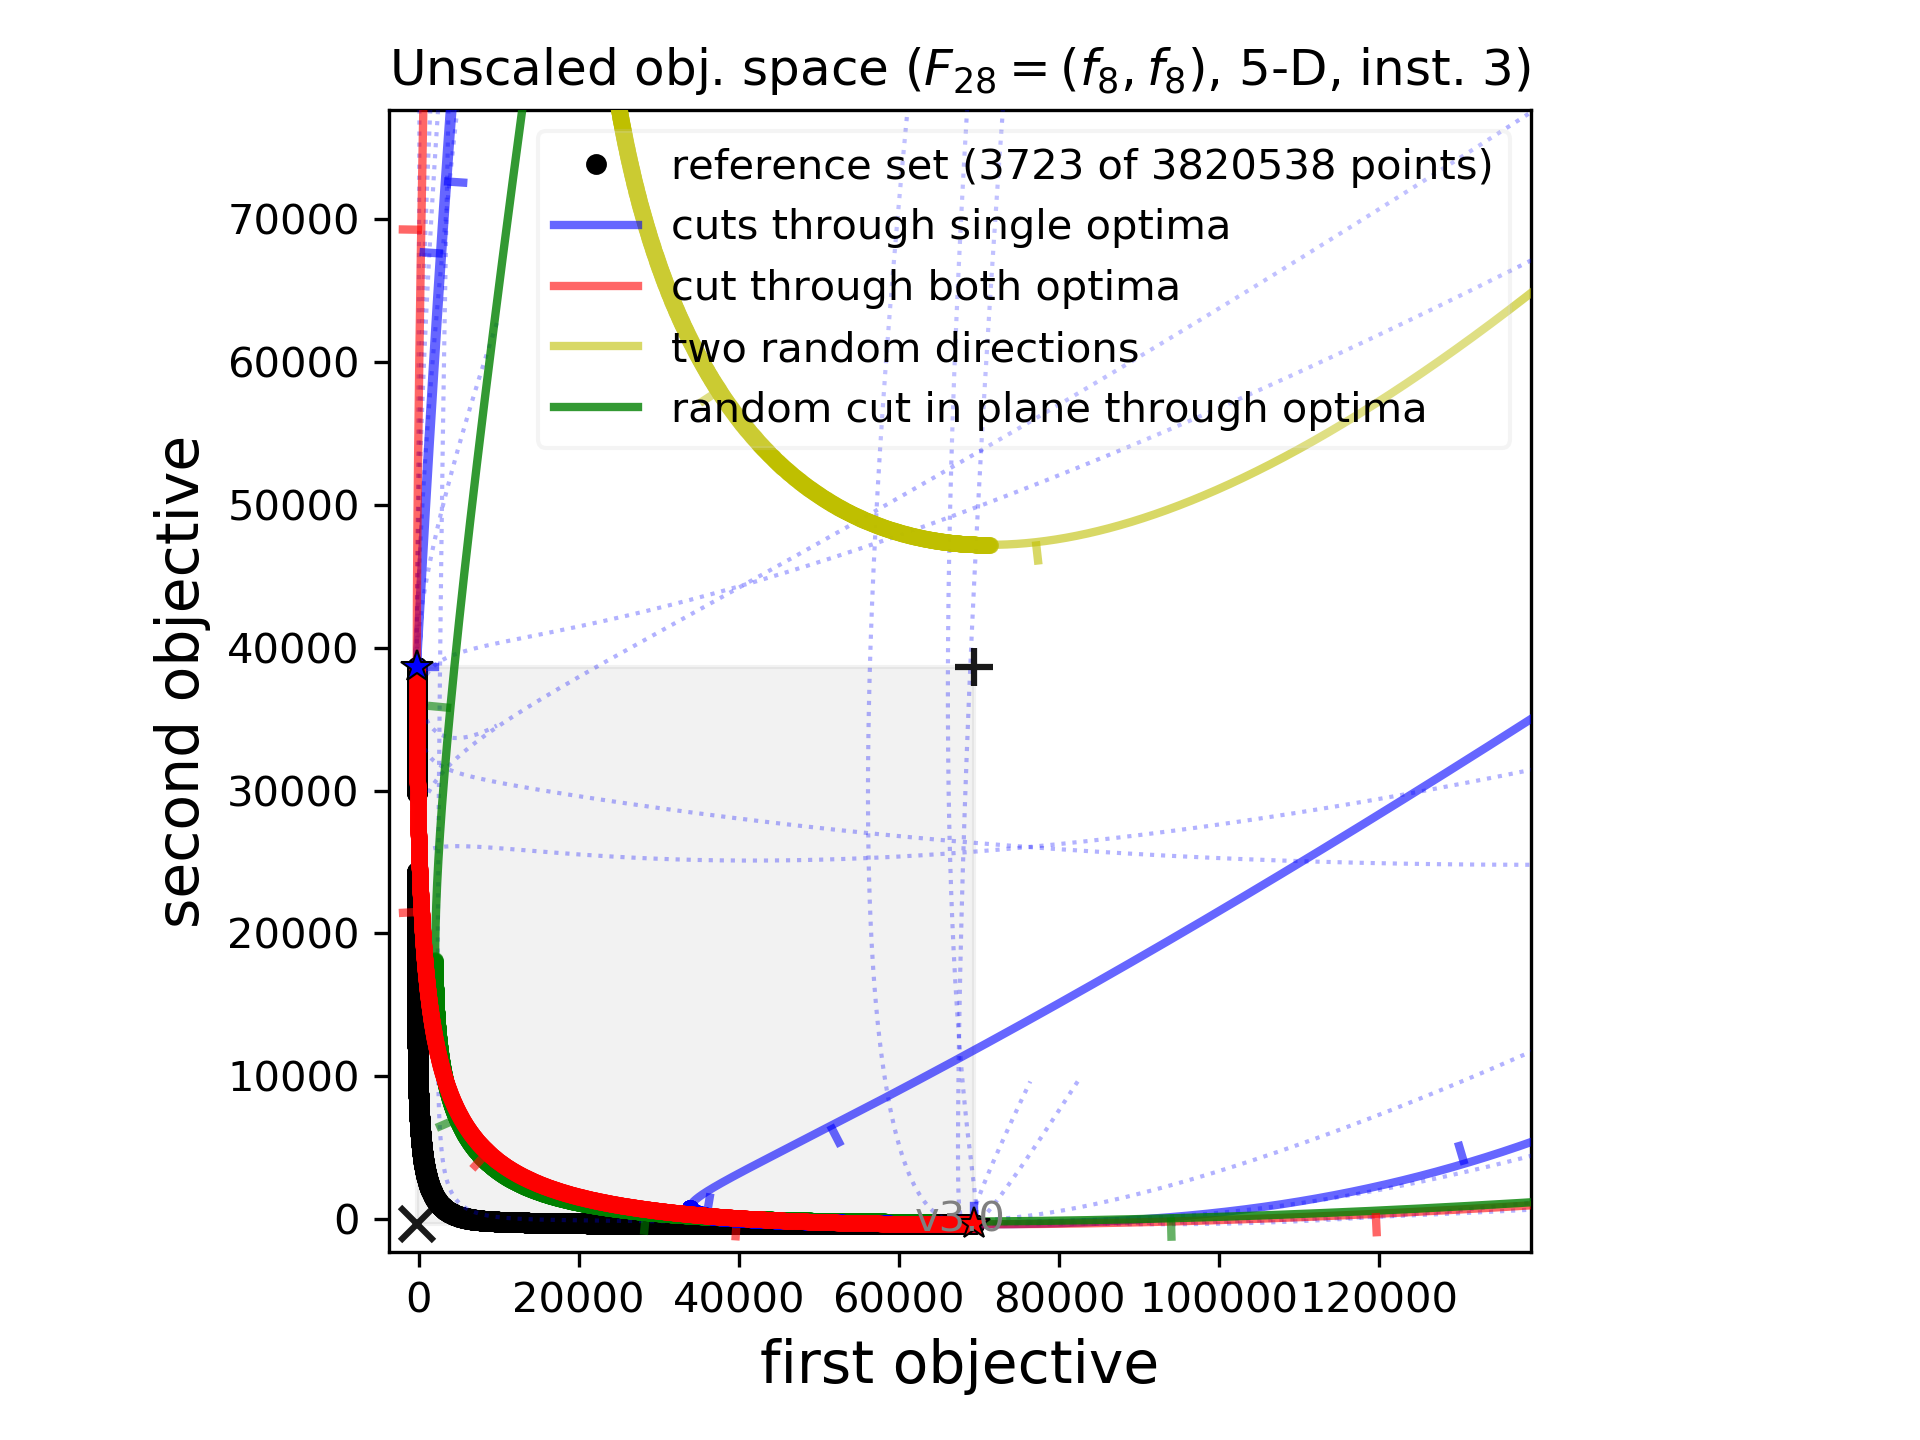 Unscaled obj. space (F₂₈ = (f₈, f₈), 5-D, inst. 3)
reference set (3723 of 3820538 points)
cuts through single optima
cut through both optima
two random directions
random cut in plane through optima
second objective
70000
60000
50000
40000
30000
20000
10000
0
v3.0
0 20000 40000 60000 80000 100000 120000
first objective